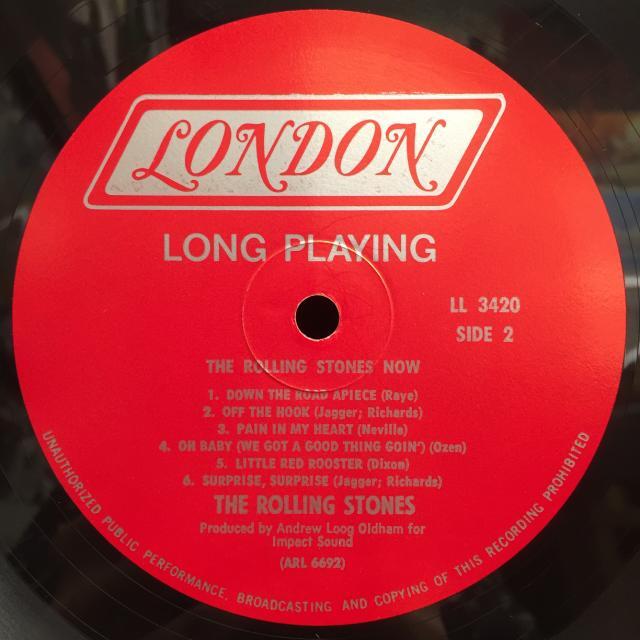 LONDON
LONG PLAYING
LL 3420
SIDE 2
THE ROLLING STONES NOW
1. DOWN THE ROAD APIECE (Raye)
2. OFF THE HOOK (Jagger; Richards)
3. PAIN IN MY HEART (Neville)
4. OH BABY (WE GOT A GOOD THING GOIN') (Ozen)
5. LITTLE RED ROOSTER (Dixon)
6. SURPRISE, SURPRISE (Jagger; Richards)
THE ROLLING STONES
Produced by Andrew Loog Oldham for
Impact Sound
(ARL 6692)
UNAUTHORIZED PUBLIC PERFORMANCE, BROADCASTING AND COPYING OF THIS RECORDING PROHIBITED